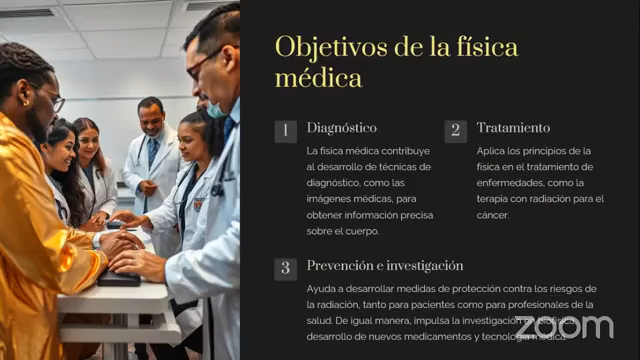 Objetivos de la física
médica
1
Diagnóstico
La física médica contribuye
al desarrollo de técnicas de
diagnóstico, como las
imágenes médicas, para
obtener información precisa
sobre el cuerpo.
2
Tratamiento
Aplica los principios de la
física en el tratamiento de
enfermedades, como la
terapia con radiación para el
cáncer.
3
Prevención e investigación
Ayuda a desarrollar medidas de protección contra los riesgos de
la radiación, tanto para pacientes como para profesionales de la
salud. De igual manera, impulsa la investigación en biofísica,
desarrollo de nuevos medicamentos y tecnología médica.
zoom